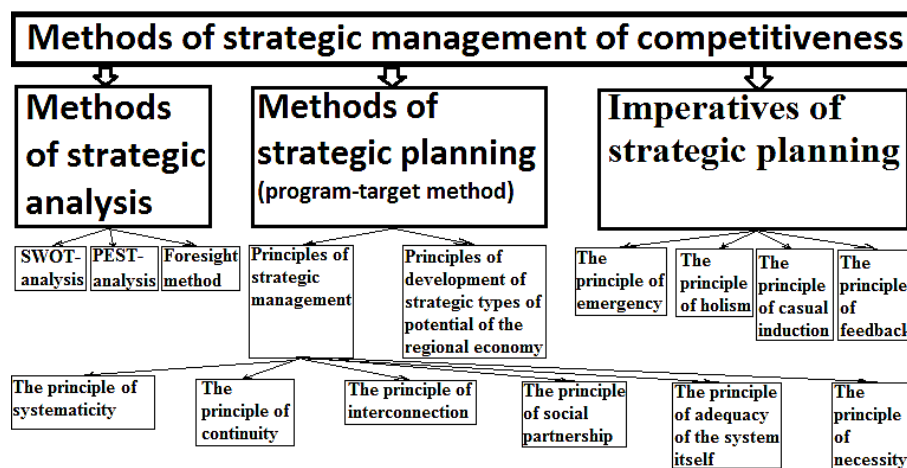 Methods of strategic management of competitiveness
Methods
of strategic
analysis
Methods of
strategic planning
(program-target method)
Imperatives of
strategic planning
SWOT-
analysis
PEST-
analysis
Foresight
method
Principles of
strategic
management
Principles of
development of
strategic types of
potential of the
regional economy
The
principle of
emergency
The
principle
of holism
The
principle
of casual
induction
The
principle
of
feedback
The principle of
systematicity
The
principle of
continuity
The principle of
interconnection
The principle
of social
partnership
The principle
of adequacy
of the system
itself
The
principle
of
necessity